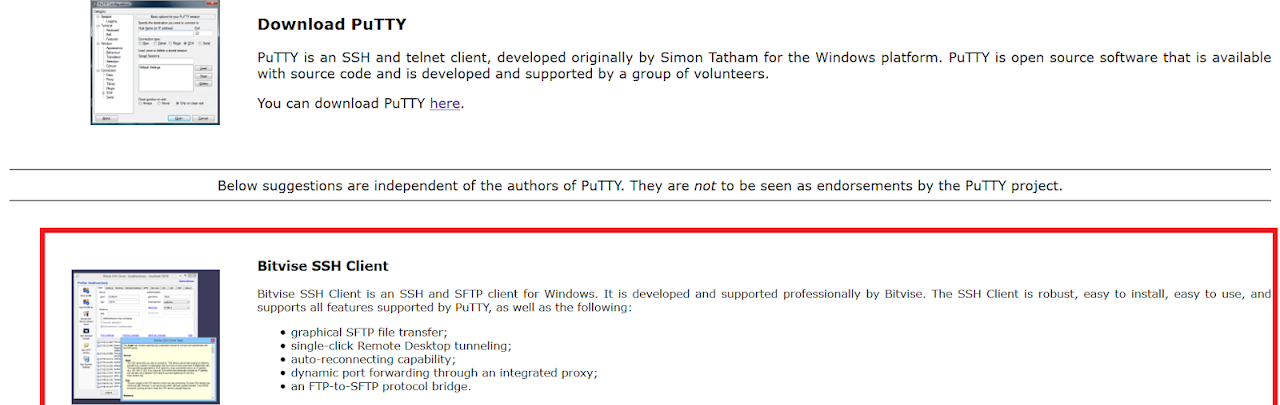 Download PuTTY
PuTTY is an SSH and telnet client, developed originally by Simon Tatham for the Windows platform. PuTTY is open source software that is available
with source code and is developed and supported by a group of volunteers.
You can download PuTTY here.
Below suggestions are independent of the authors of PuTTY. They are not to be seen as endorsements by the PuTTY project.
Bitvise SSH Client
Bitvise SSH Client is an SSH and SFTP client for Windows. It is developed and supported professionally by Bitvise. The SSH Client is robust, easy to install, easy to use, and
supports all features supported by PuTTY, as well as the following:
• graphical SFTP file transfer;
• single-click Remote Desktop tunneling;
• auto-reconnecting capability;
• dynamic port forwarding through an integrated proxy;
• an FTP-to-SFTP protocol bridge.